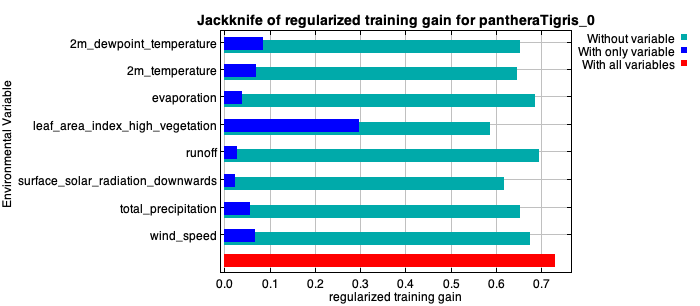 Jackknife of regularized training gain for pantheraTigris_0
Without variable
With only variable
With all variables
Environmental Variable
2m_dewpoint_temperature
2m_temperature
evaporation
leaf_area_index_high_vegetation
runoff
surface_solar_radiation_downwards
total_precipitation
wind_speed
0.0 0.1 0.2 0.3 0.4 0.5 0.6 0.7
regularized training gain